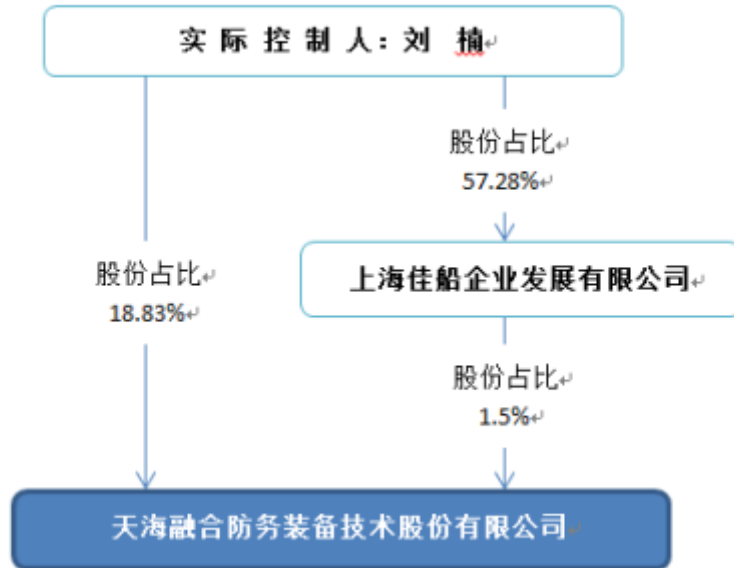 实 际 控 制 人：刘 楠
股份占比
57.28%
上海佳船企业发展有限公司
股份占比
18.83%
股份占比
1.5%
天海融合防务装备技术股份有限公司